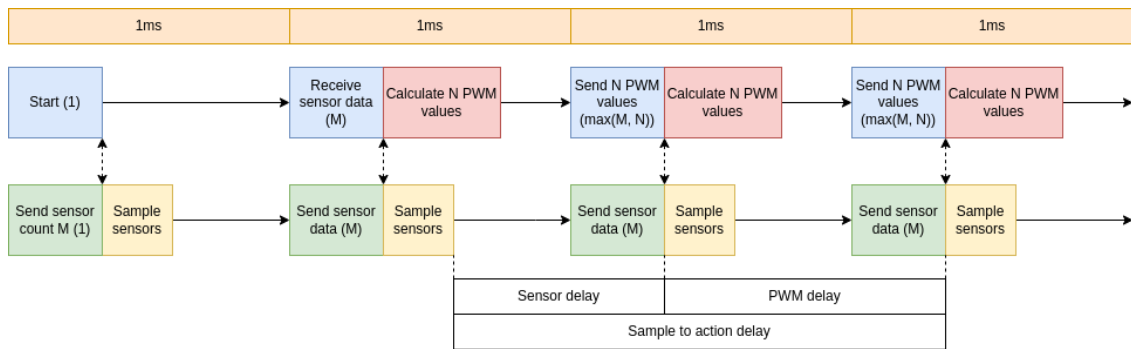 1ms
1ms
1ms
1ms
Start (1)
Receive
sensor data
(M)
Calculate N PWM
values
Send N PWM
values
(max(M, N))
Calculate N PWM
values
Send N PWM
values
(max(M, N))
Calculate N PWM
values
Send sensor
count M (1)
Sample
sensors
Send sensor
data (M)
Sample
sensors
Send sensor
data (M)
Sample
sensors
Send sensor
data (M)
Sample
sensors
Sensor delay
PWM delay
Sample to action delay